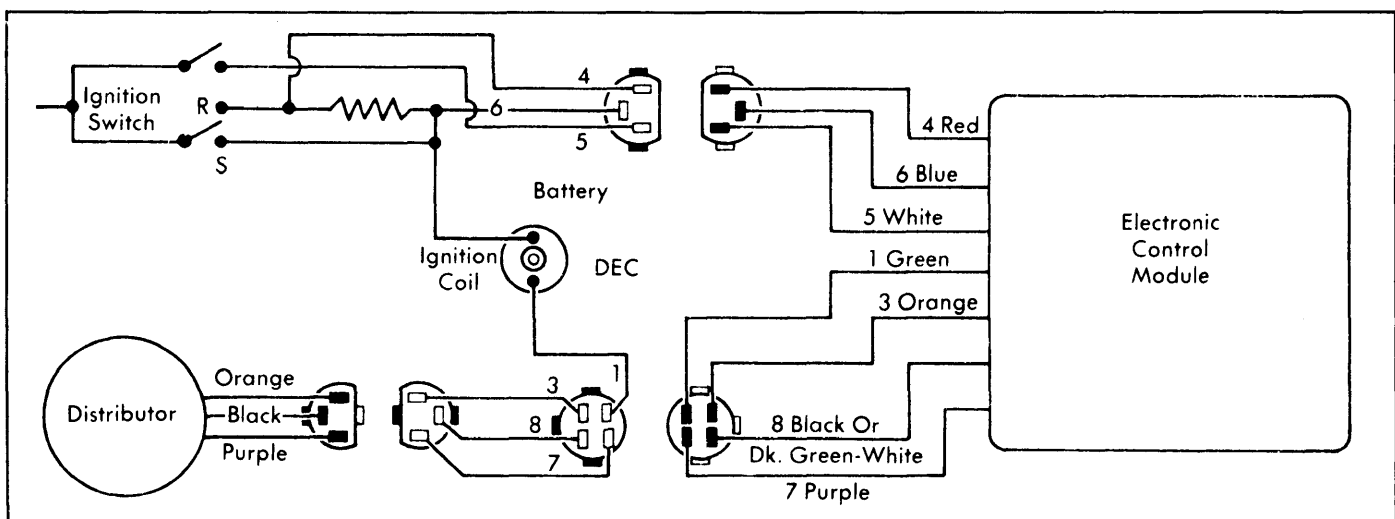 Ignition
Switch
R
S
4
6
5
Battery
Ignition
Coil
DEC
4 Red
6 Blue
5 White
1 Green
3 Orange
8 Black Or
Dk. Green-White
7 Purple
Electronic
Control
Module
Distributor
Orange
Black
Purple
3
8
7
1